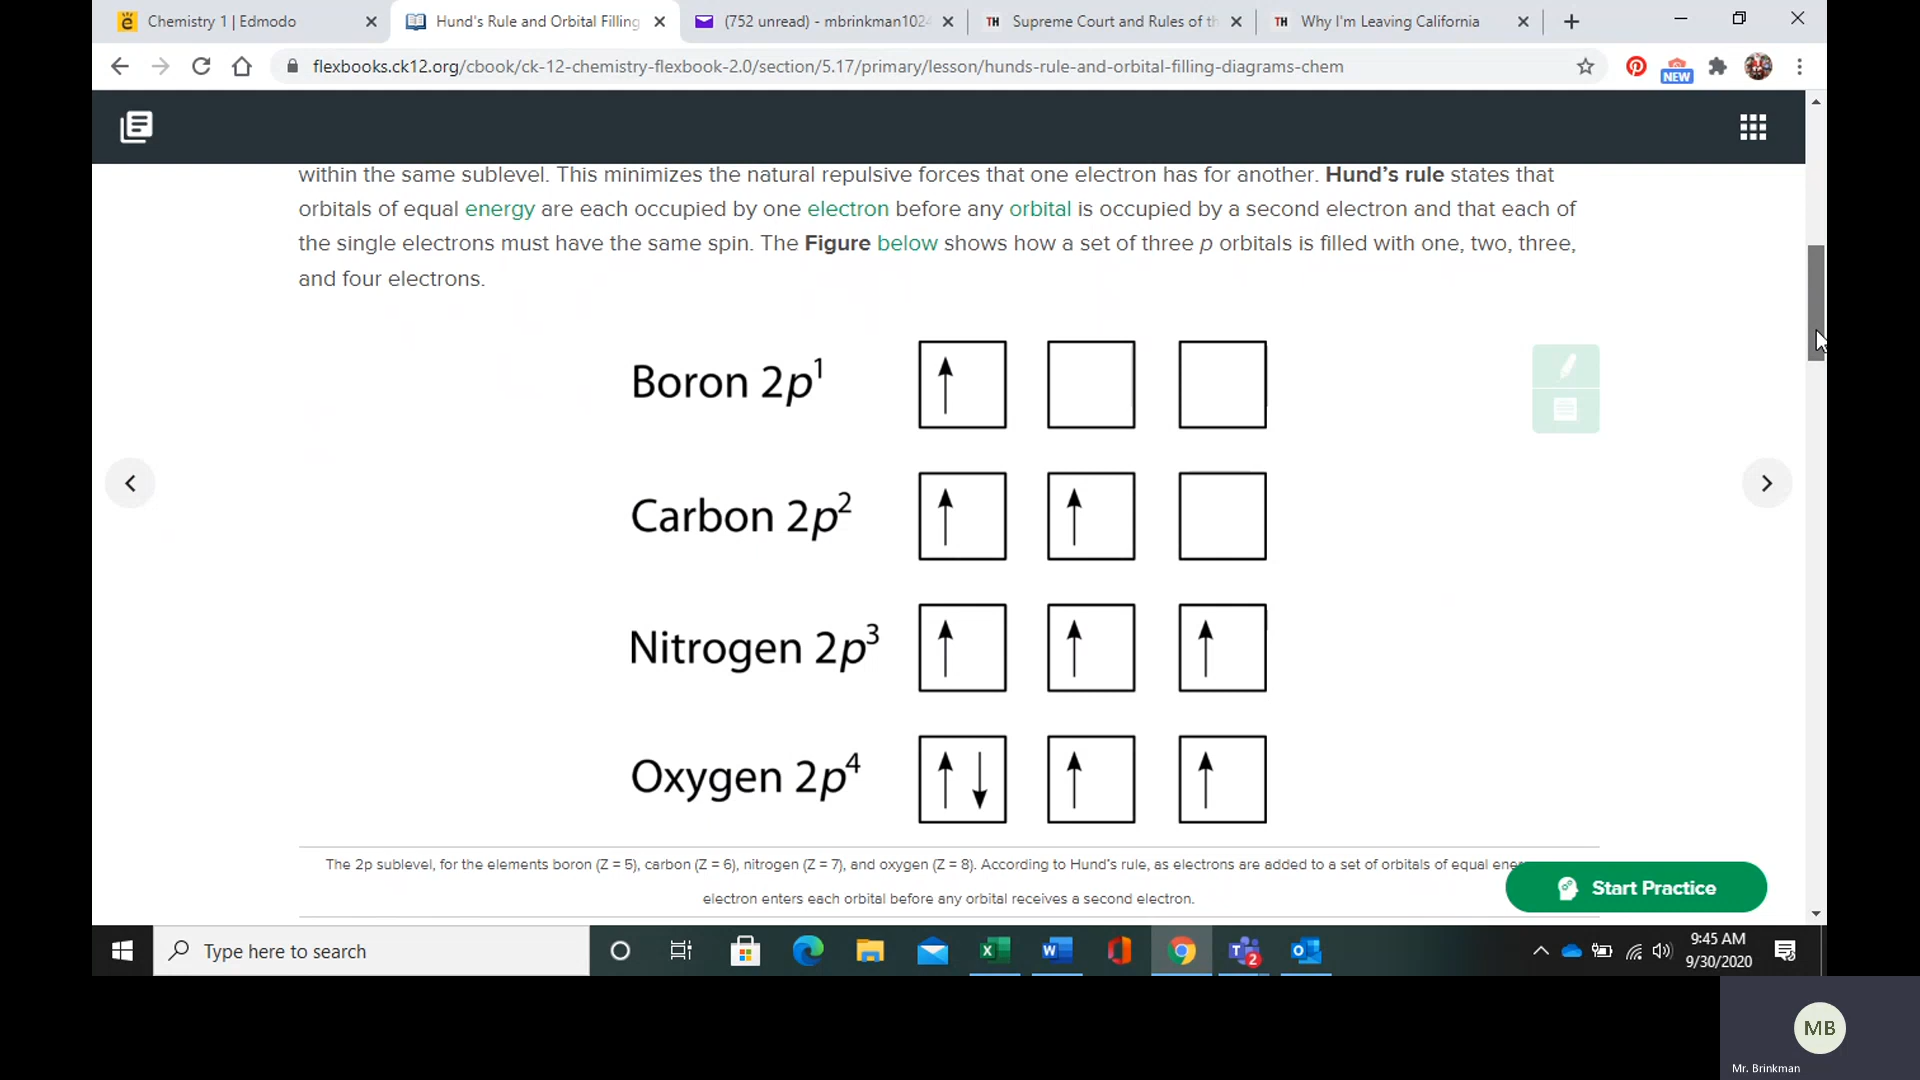 Chemistry 1 | Edmodo
Hund's Rule and Orbital Filling
(752 unread) - mbrinkman102
TH Supreme Court and Rules of
TH Why I'm Leaving California
flexbooks.ck12.org/cbook/ck-12-chemistry-flexbook-2.0/section/5.17/primary/lesson/hunds-rule-and-orbital-filling-diagrams-chem
NEW
within the same sublevel. This minimizes the natural repulsive forces that one electron has for another. Hund's rule states that
orbitals of equal energy are each occupied by one electron before any orbital is occupied by a second electron and that each of
the single electrons must have the same spin. The Figure below shows how a set of three p orbitals is filled with one, two, three,
and four electrons.
Boron 2p¹
Carbon 2p²
Nitrogen 2p³
Oxygen 2p⁴
The 2p sublevel, for the elements boron (Z = 5), carbon (Z = 6), nitrogen (Z = 7), and oxygen (Z = 8). According to Hund's rule, as electrons are added to a set of orbitals of equal
electron enters each orbital before any orbital receives a second electron.
Start Practice
Type here to search
2
9:45 AM
9/30/2020
MB
Mr. Brinkman